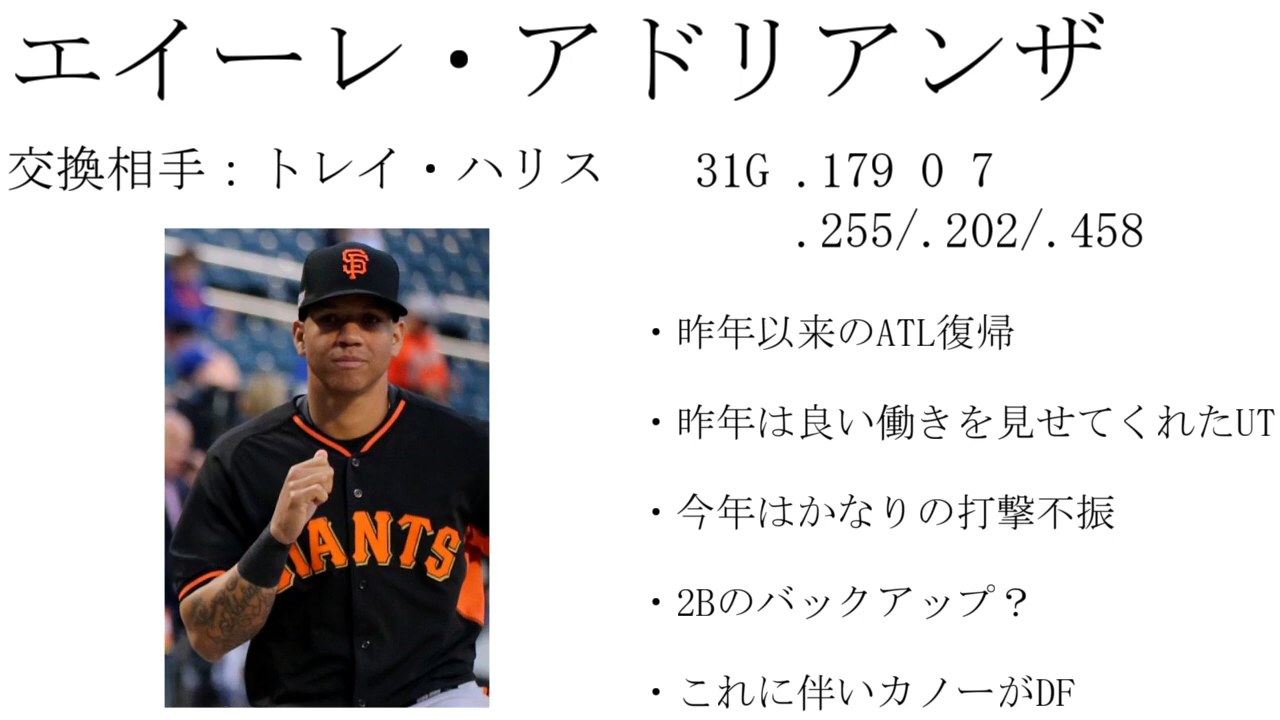 エイーレ・アドリアンザ
交換相手：トレイ・ハリス
31G .179 0 7
.255/.202/.458
SF
GIANTS
・昨年以来のATL復帰
・昨年は良い働きを見せてくれたUT
・今年はかなりの打撃不振
・2Bのバックアップ？
・これに伴いカノーがDF